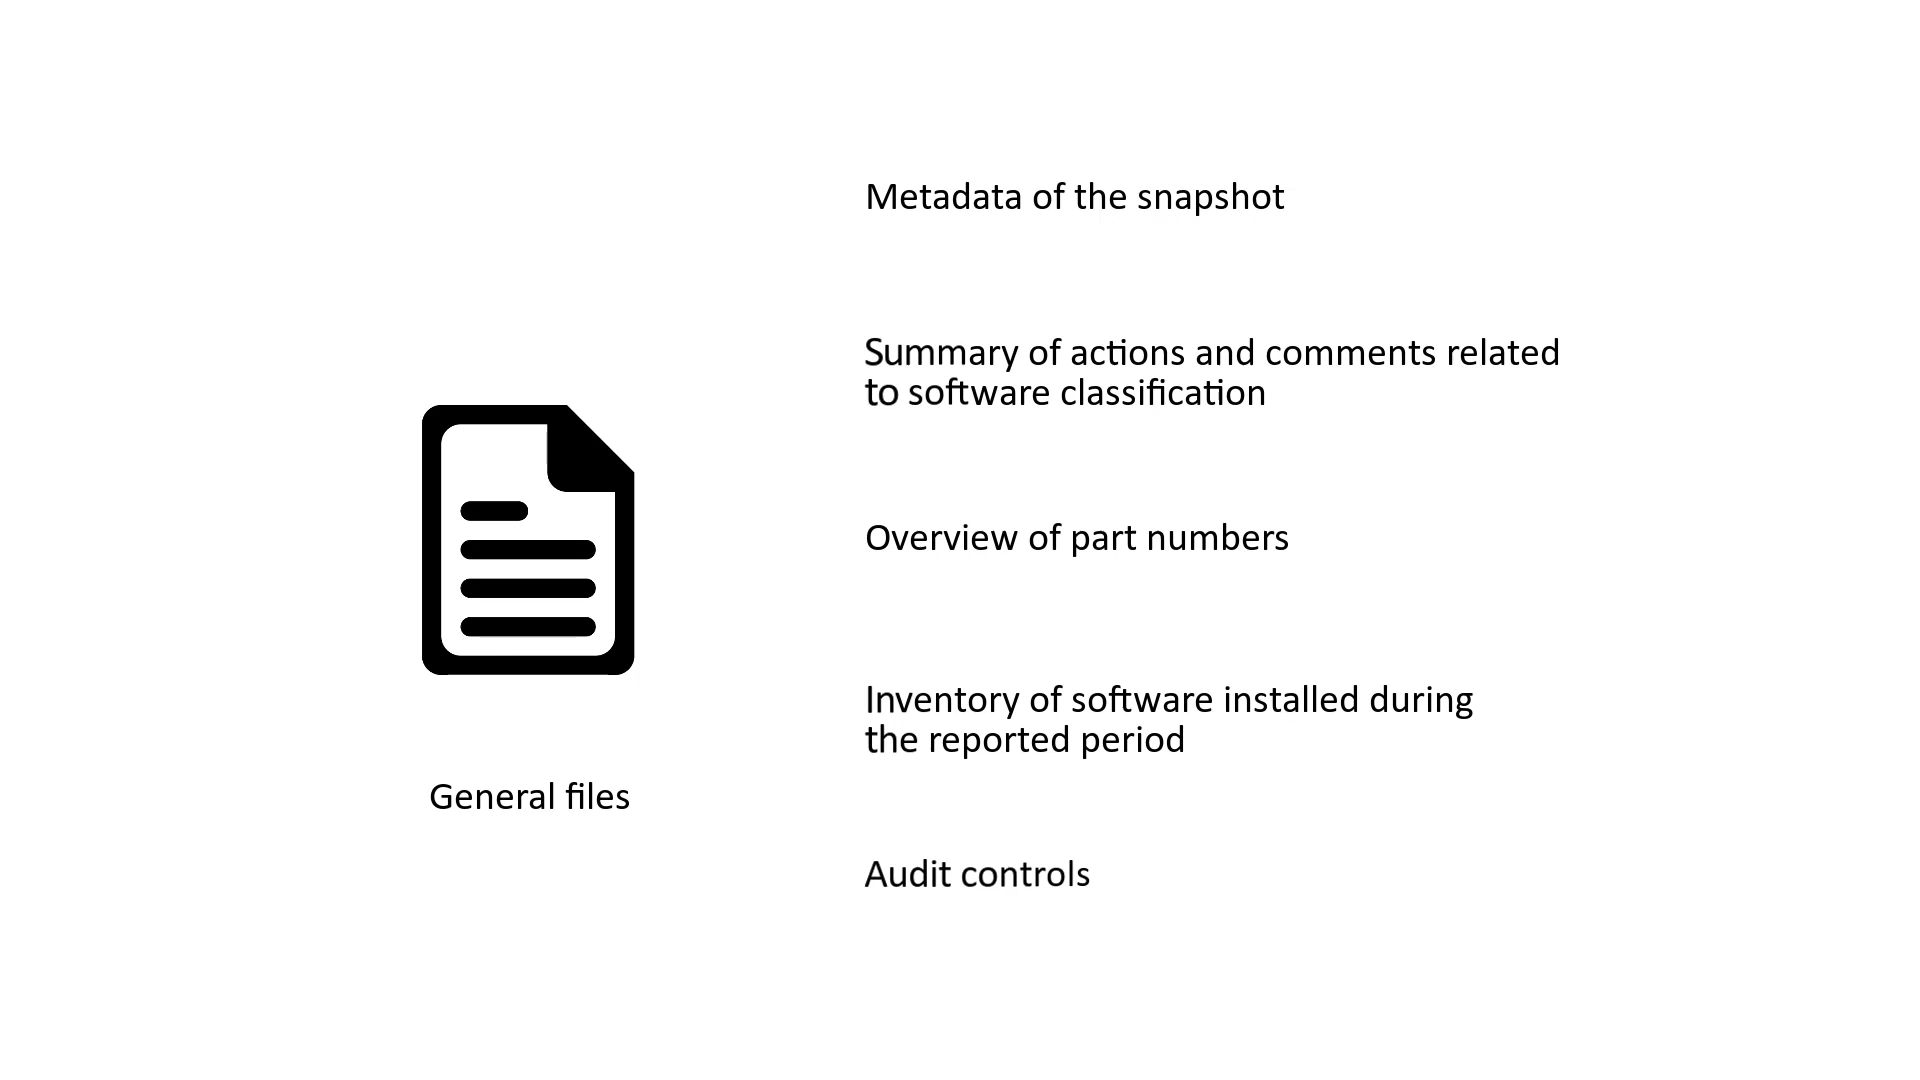 Metadata of the snapshot
Summary of actions and comments related
to software classification
Overview of part numbers
Inventory of software installed during
the reported period
General files
Audit controls